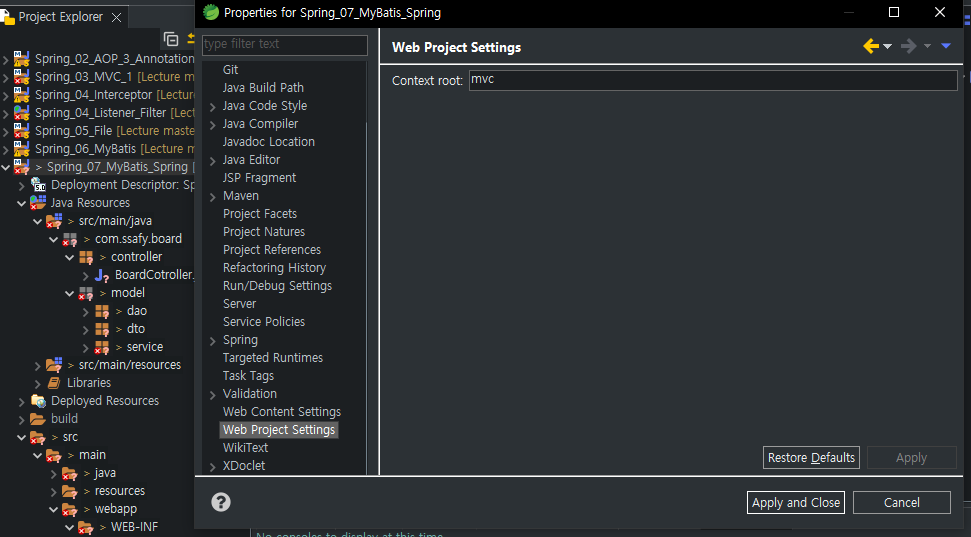 Project Explorer
Spring_02_AOP_3_Annotation
Spring_03_MVC_1 [Lecture ma
Spring_04_Interceptor [Lectur
Spring_04_Listener_Filter [Lec
Spring_05_File [Lecture maste
Spring_06_MyBatis [Lecture m
> Spring_07_MyBatis_Spring [
Deployment Descriptor: Sp
Java Resources
> src/main/java
> com.ssafy.board
> controller
BoardCotroller.
> model
> dao
> dto
> service
> src/main/resources
Libraries
Deployed Resources
build
> src
> main
> java
> resources
> webapp
> WEB-INF
Properties for Spring_07_MyBatis_Spring
type filter text
Git
Java Build Path
Java Code Style
Java Compiler
Javadoc Location
Java Editor
JSP Fragment
Maven
Project Facets
Project Natures
Project References
Refactoring History
Run/Debug Settings
Server
Service Policies
Spring
Targeted Runtimes
Task Tags
Validation
Web Content Settings
Web Project Settings
WikiText
XDoclet
Web Project Settings
Context root: mvc
Restore Defaults Apply
Apply and Close Cancel
No consoles to display at this time.